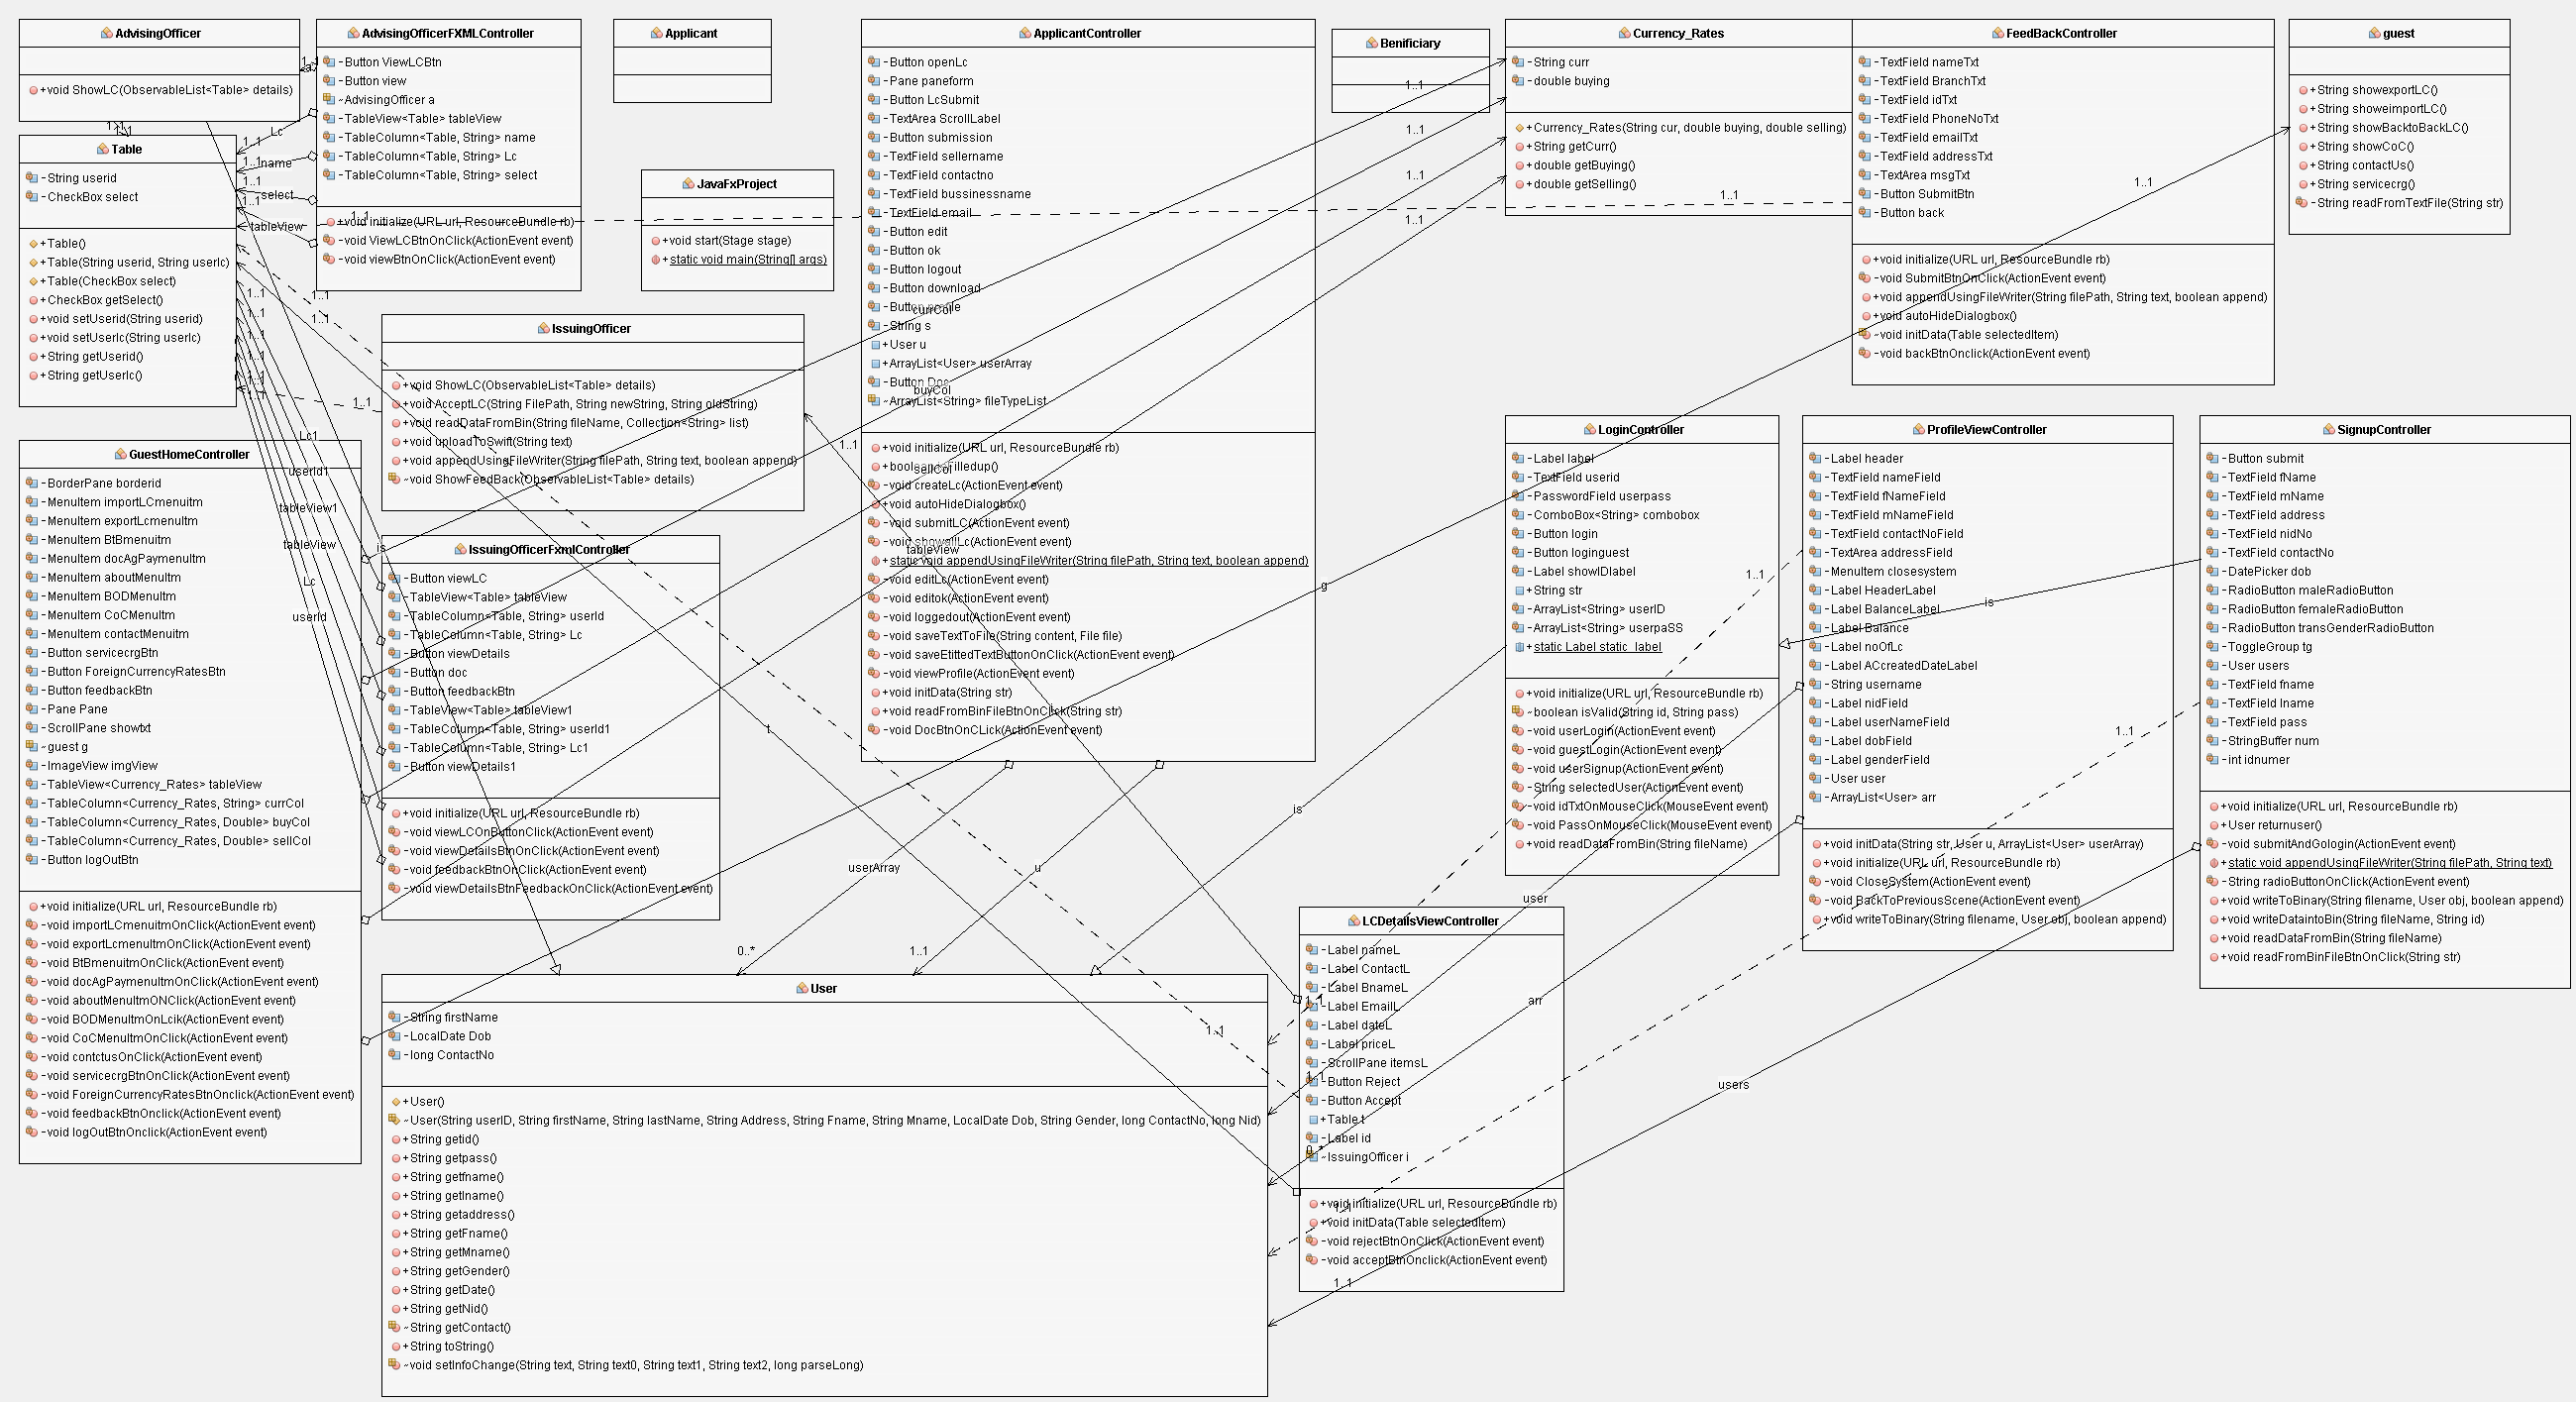 AdvisingOfficer
+void ShowLC(ObservableList<Table> details)
AdvisingOfficerFXMLController
-Button ViewLCBtn
-Button view
~AdvisingOfficer a
-TableView<Table> tableView
-TableColumn<Table, String> name
-TableColumn<Table, String> Lc
-TableColumn<Table, String> select
+void initialize(URL url, ResourceBundle rb)
-void ViewLCBtnOnClick(ActionEvent event)
-void viewBtnOnClick(ActionEvent event)
Applicant
ApplicantController
-Button openLc
-Pane paneform
-Button LcSubmit
-TextArea ScrollLabel
-Button submission
-TextField sellername
-TextField contactno
-TextField bussinessname
-TextField email
-Button edit
-Button ok
-Button logout
-Button download
-Button profile
-String s
+User u
+ArrayList<User> userArray
-Button Doc
~ArrayList<String> fileTypeList
+void initialize(URL url, ResourceBundle rb)
+boolean isFilledup()
-void createLc(ActionEvent event)
+void autoHideDialogbox()
-void submitLC(ActionEvent event)
-void showallLc(ActionEvent event)
+static void appendUsingFileWriter(String filePath, String text, boolean append)
-void editLc(ActionEvent event)
-void editok(ActionEvent event)
-void loggedout(ActionEvent event)
-void saveTextToFile(String content, File file)
-void saveEtittedTextButtonOnClick(ActionEvent event)
-void viewProfile(ActionEvent event)
+void initData(String str)
+void readFromBinFileBtnOnClick(String str)
-void DocBtnOnCLick(ActionEvent event)
Benificiary
Currency_Rates
-String curr
-double buying
+Currency_Rates(String cur, double buying, double selling)
+String getCurr()
+double getBuying()
+double getSelling()
FeedBackController
-TextField nameTxt
-TextField BranchTxt
-TextField idTxt
-TextField PhoneNoTxt
-TextField emailTxt
-TextField addressTxt
-TextArea msgTxt
-Button SubmitBtn
-Button back
+void initialize(URL url, ResourceBundle rb)
-void SubmitBtnOnClick(ActionEvent event)
+void appendUsingFileWriter(String filePath, String text, boolean append)
+void autoHideDialogbox()
~void initData(Table selectedItem)
-void backBtnOnclick(ActionEvent event)
guest
+String showexportLC()
+String showeimportLC()
+String showBacktoBackLC()
+String showCoC()
+String contactUs()
+String servicecrg()
-String readFromTextFile(String str)
Table
-String userid
-CheckBox select
+Table()
+Table(String userid, String userlc)
+Table(CheckBox select)
+CheckBox getSelect()
+void setUserid(String userid)
+void setUserlc(String userlc)
+String getUserid()
+String getUserlc()
JavaFxProject
+void start(Stage stage)
+static void main(String[] args)
IssuingOfficer
+void ShowLC(ObservableList<Table> details)
+void AcceptLC(String FilePath, String newString, String oldString)
+void readDataFromBin(String fileName, Collection<String> list)
+void uploadToSwift(String text)
+void appendUsingFileWriter(String filePath, String text, boolean append)
~void ShowFeedBack(ObservableList<Table> details)
GuestHomeController
-BorderPane borderid
-MenuItem importLCmenuitm
-MenuItem exportLcmenuItm
-MenuItem BtBmenuitm
-MenuItem docAgPaymenuItm
-MenuItem aboutMenuItm
-MenuItem BODMenuItm
-MenuItem CoCMenuItm
-MenuItem contactMenuitm
-Button servicecrgBtn
-Button ForeignCurrencyRatesBtn
-Button feedbackBtn
-Pane Pane
-ScrollPane showtxt
~guest g
-ImageView imgView
-TableView<Currency_Rates> tableView
-TableColumn<Currency_Rates, String> currCol
-TableColumn<Currency_Rates, Double> buyCol
-TableColumn<Currency_Rates, Double> sellCol
-Button logOutBtn
+void initialize(URL url, ResourceBundle rb)
-void importLCmenuitmOnClick(ActionEvent event)
-void exportLcmenuItmOnClick(ActionEvent event)
-void BtBmenuitmOnClick(ActionEvent event)
-void docAgPaymenuItmOnClick(ActionEvent event)
-void aboutMenuItmONClick(ActionEvent event)
-void BODMenuItmOnLcik(ActionEvent event)
-void CoCMenuItmOnClick(ActionEvent event)
-void contctusOnClick(ActionEvent event)
-void servicecrgBtnOnClick(ActionEvent event)
-void ForeignCurrencyRatesBtnOnclick(ActionEvent event)
-void feedbackBtnOnclick(ActionEvent event)
-void logOutBtnOnclick(ActionEvent event)
IssuingOfficerFxmlController
-Button viewLC
-TableView<Table> tableView
-TableColumn<Table, String> userId
-TableColumn<Table, String> Lc
-Button viewDetails
-Button doc
-Button feedbackBtn
-TableView<Table> tableView1
-TableColumn<Table, String> userId1
-TableColumn<Table, String> Lc1
-Button viewDetails1
+void initialize(URL url, ResourceBundle rb)
-void viewLCOnButtonClick(ActionEvent event)
-void viewDetailsBtnOnClick(ActionEvent event)
-void feedbackBtnOnClick(ActionEvent event)
-void viewDetailsBtnFeedbackOnClick(ActionEvent event)
LoginController
-Label label
-TextField userid
-PasswordField userpass
-ComboBox<String> combobox
-Button login
-Button loginguest
-Label showIDlabel
+String str
-ArrayList<String> userID
-ArrayList<String> userpaSS
+static Label static_label
+void initialize(URL url, ResourceBundle rb)
~boolean isValid(String id, String pass)
-void userLogin(ActionEvent event)
-void guestLogin(ActionEvent event)
-void userSignup(ActionEvent event)
-String selectedUser(ActionEvent event)
-void idTxtOnMouseClick(MouseEvent event)
-void PassOnMouseClick(MouseEvent event)
+void readDataFromBin(String fileName)
ProfileViewController
-Label header
-TextField nameField
-TextField fNameField
-TextField mNameField
-TextField contactNoField
-TextArea addressField
-MenuItem closesystem
-Label HeaderLabel
-Label BalanceLabel
-Label Balance
-Label noOfLc
-Label ACcreatedDateLabel
-String username
-Label nidField
-Label userNameField
-Label dobField
-Label genderField
-User user
-ArrayList<User> arr
+void initData(String str, User u, ArrayList<User> userArray)
+void initialize(URL url, ResourceBundle rb)
-void CloseSystem(ActionEvent event)
-void BackToPreviousScene(ActionEvent event)
+void writeToBinary(String filename, User obj, boolean append)
SignupController
-Button submit
-TextField fName
-TextField mName
-TextField address
-TextField nidNo
-TextField contactNo
-DatePicker dob
-RadioButton maleRadioButton
-RadioButton femaleRadioButton
-RadioButton transGenderRadioButton
-ToggleGroup tg
-User users
-TextField fname
-TextField lname
-TextField pass
-StringBuffer num
-int idnumer
+void initialize(URL url, ResourceBundle rb)
+User returnuser()
-void submitAndGologin(ActionEvent event)
+static void appendUsingFileWriter(String filePath, String text)
-String radioButtonOnClick(ActionEvent event)
+void writeToBinary(String filename, User obj, boolean append)
+void writeDataintoBin(String fileName, String id)
+void readDataFromBin(String fileName)
+void readFromBinFileBtnOnClick(String str)
LCDetailsViewController
-Label nameL
-Label ContactL
-Label BnameL
-Label EmailL
-Label dateL
-Label priceL
-ScrollPane itemsL
-Button Reject
-Button Accept
+Table t
-Label id
~IssuingOfficer i
+void initialize(URL url, ResourceBundle rb)
+void initData(Table selectedItem)
-void rejectBtnOnClick(ActionEvent event)
-void acceptBtnOnclick(ActionEvent event)
User
-String firstName
-LocalDate Dob
-long ContactNo
+User()
~User(String userID, String firstName, String lastName, String Address, String Fname, String Mname, LocalDate Dob, String Gender, long ContactNo, long Nid)
+String getid()
+String getpass()
+String getfname()
+String getlname()
+String getaddress()
+String getFname()
+String getMname()
+String getGender()
+String getDate()
+String getNid()
~String getContact()
+String toString()
~void setInfoChange(String text, String text0, String text1, String text2, long parseLong)
Lc
name
select
tableView
Lc1
userId1
tableView1
tableView
Lc
userId
is
currCol
buyCol
sellCol
tableView
g
t
is
is
userArray
u
user
arr
users
0..*
1..1
1..1
1..1
1..1
1..1
1..1
1..1
1..1
1..1
1..1